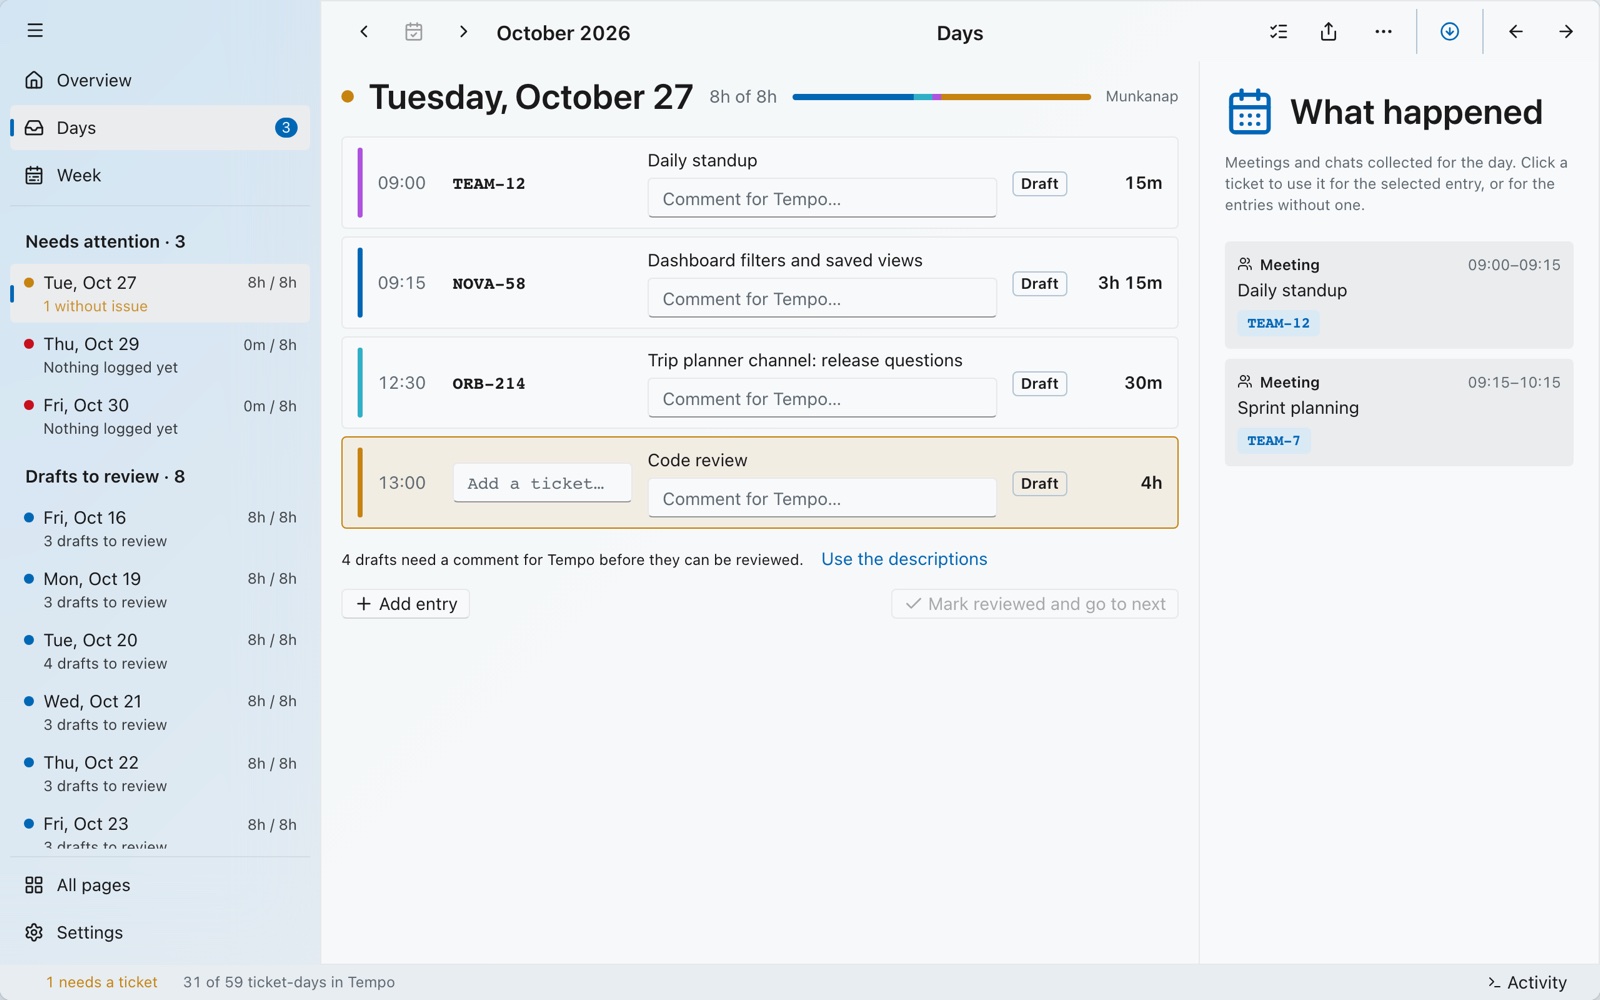 Overview
Days
3
Week
Needs attention · 3
Tue, Oct 27
8h / 8h
1 without issue
Thu, Oct 29
0m / 8h
Nothing logged yet
Fri, Oct 30
0m / 8h
Nothing logged yet
Drafts to review · 8
Fri, Oct 16
8h / 8h
3 drafts to review
Mon, Oct 19
8h / 8h
3 drafts to review
Tue, Oct 20
8h / 8h
4 drafts to review
Wed, Oct 21
8h / 8h
3 drafts to review
Thu, Oct 22
8h / 8h
3 drafts to review
Fri, Oct 23
8h / 8h
3 drafts to review
All pages
Settings
October 2026
Days
Tuesday, October 27
8h of 8h
Munkanap
09:00
TEAM-12
Daily standup
Comment for Tempo...
Draft
15m
09:15
NOVA-58
Dashboard filters and saved views
Comment for Tempo...
Draft
3h 15m
12:30
ORB-214
Trip planner channel: release questions
Comment for Tempo...
Draft
30m
13:00
Add a ticket…
Code review
Comment for Tempo...
Draft
4h
4 drafts need a comment for Tempo before they can be reviewed.
Use the descriptions
Add entry
Mark reviewed and go to next
What happened
Meetings and chats collected for the day. Click a
ticket to use it for the selected entry, or for the
entries without one.
Meeting
09:00–09:15
Daily standup
TEAM-12
Meeting
09:15–10:15
Sprint planning
TEAM-7
1 needs a ticket
31 of 59 ticket-days in Tempo
Activity